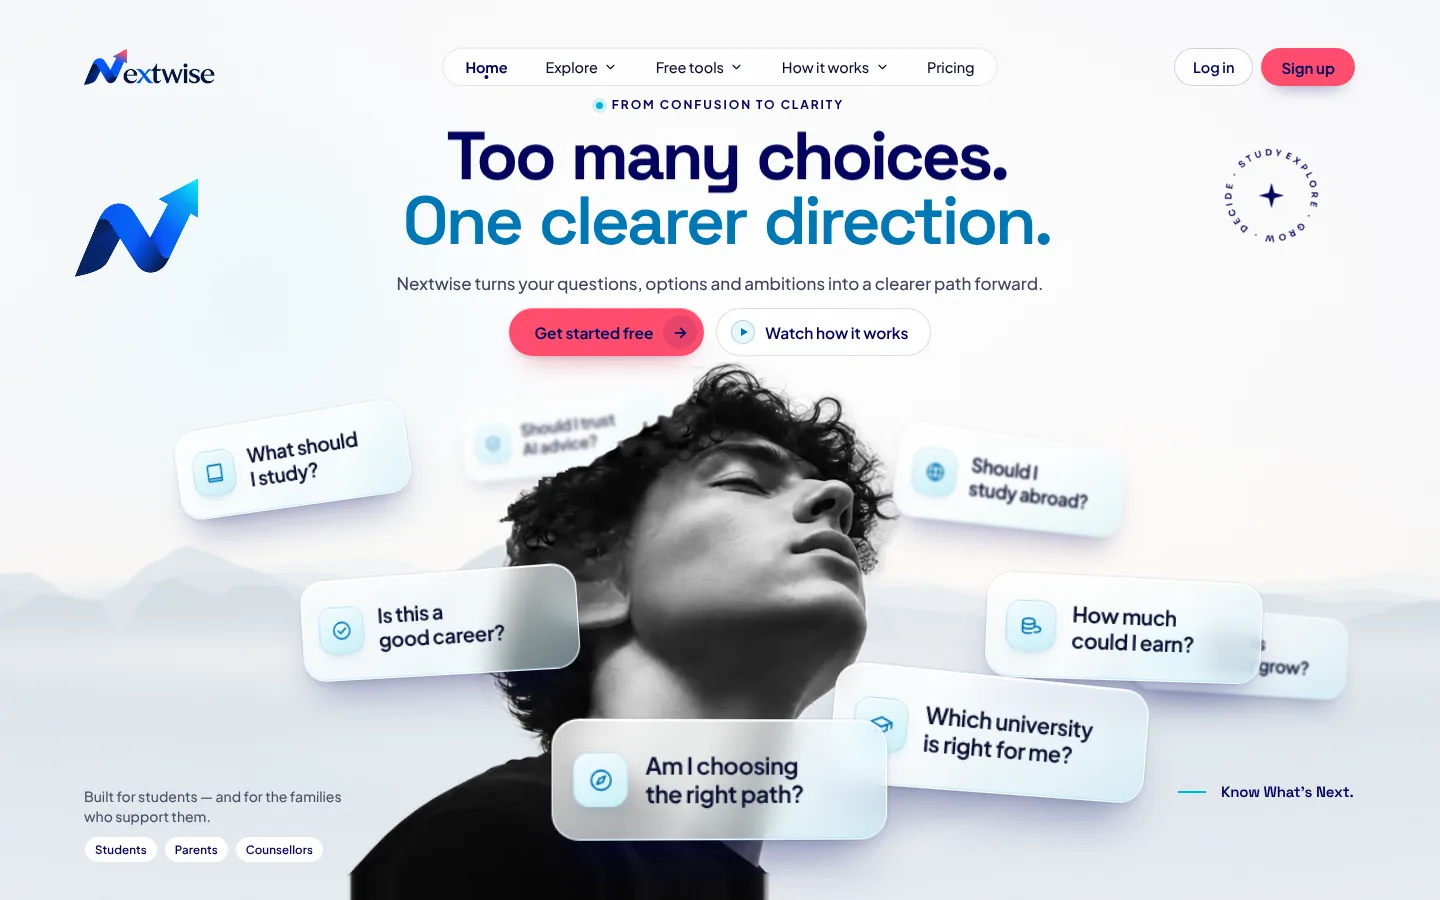 Nextwise
Home
Explore
Free tools
How it works
Pricing
Log in
Sign up
FROM CONFUSION TO CLARITY
Too many choices.
One clearer direction.
STUDY EXPLORE · GROW · DECIDE ·
Nextwise turns your questions, options and ambitions into a clearer path forward.
Get started free
Watch how it works
What should
I study?
Should I trust
AI advice?
Should I
study abroad?
Is this a
good career?
How much
could I earn?
grow?
Which university
is right for me?
Am I choosing
the right path?
Built for students — and for the families
who support them.
Students
Parents
Counsellors
Know What's Next.